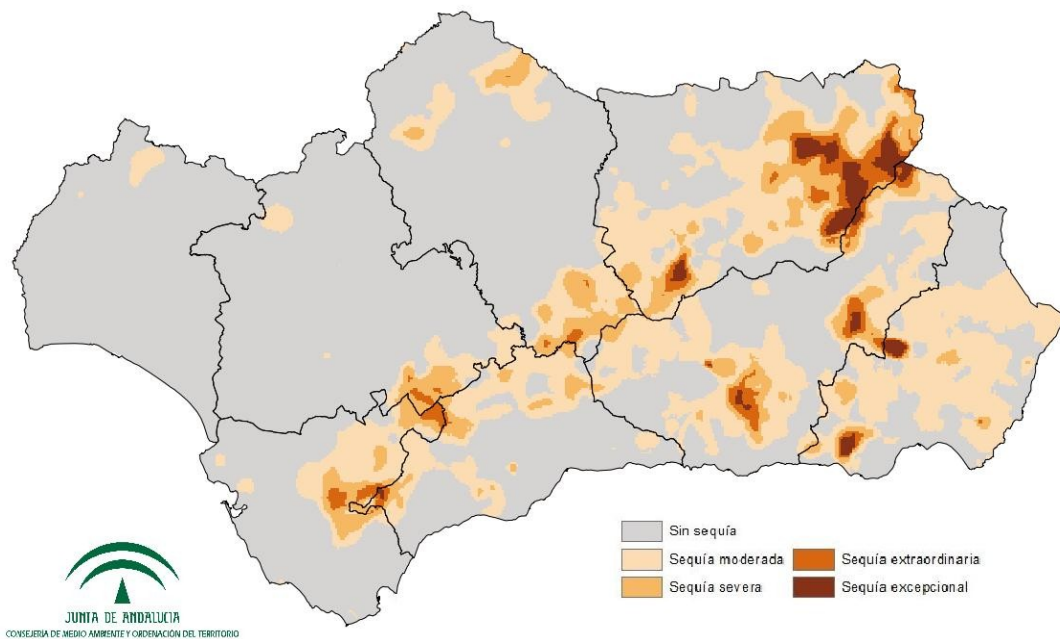 Sin sequía
Sequía moderada
Sequía extraordinaria
Sequía severa
Sequía excepcional
JUNTA DE ANDALUCIA
CONSEJERÍA DE MEDIO AMBIENTE Y ORDENACIÓN DEL TERRITORIO